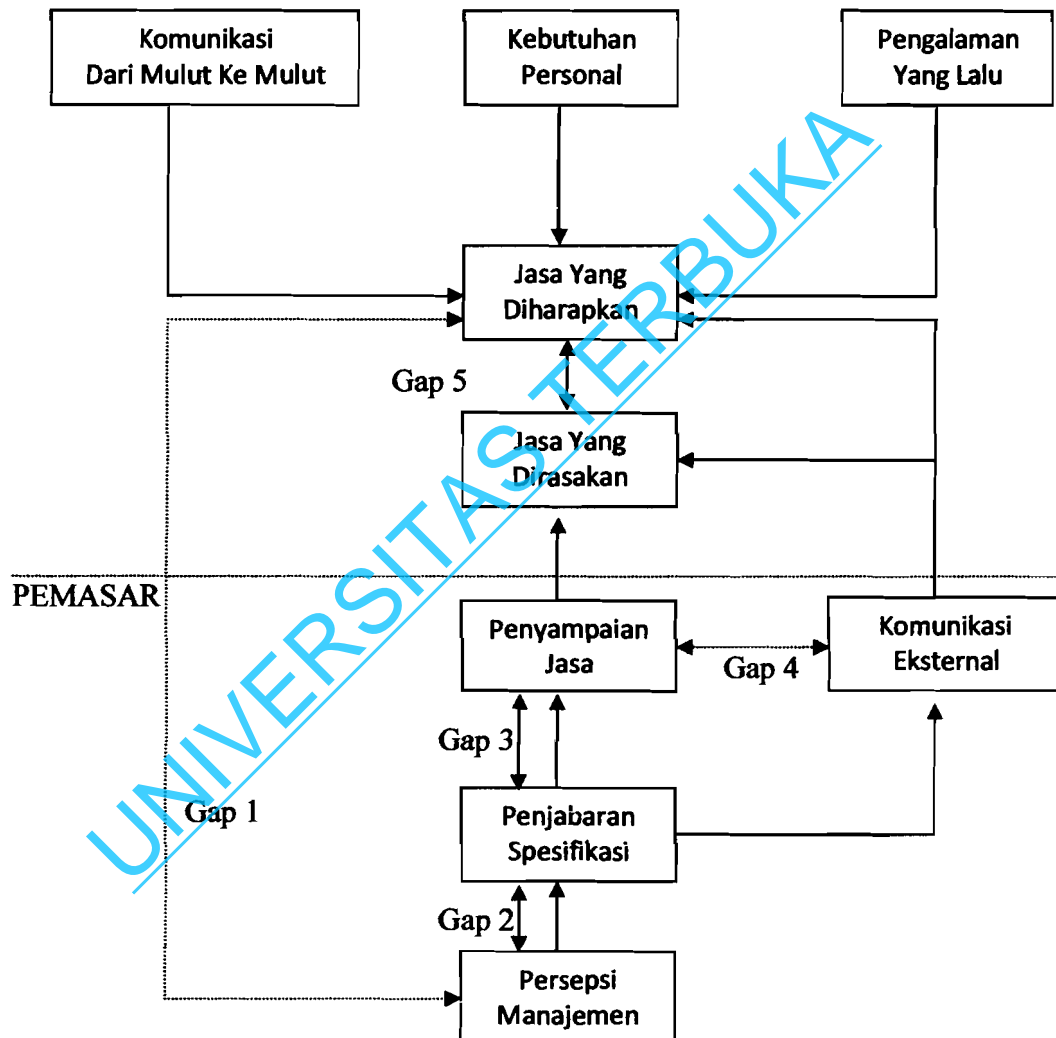 Komunikasi
Dari Mulut Ke Mulut
Kebutuhan
Personal
Pengalaman
Yang Lalu
Jasa Yang
Diharapkan
Gap 5
Jasa Yang
Dirasakan
PEMASAR
Penyampaian
Jasa
Gap 4
Komunikasi
Eksternal
Gap 3
Gap 1
Penjabaran
Spesifikasi
Gap 2
Persepsi
Manajemen
UNIVERSITAS TERBUKA